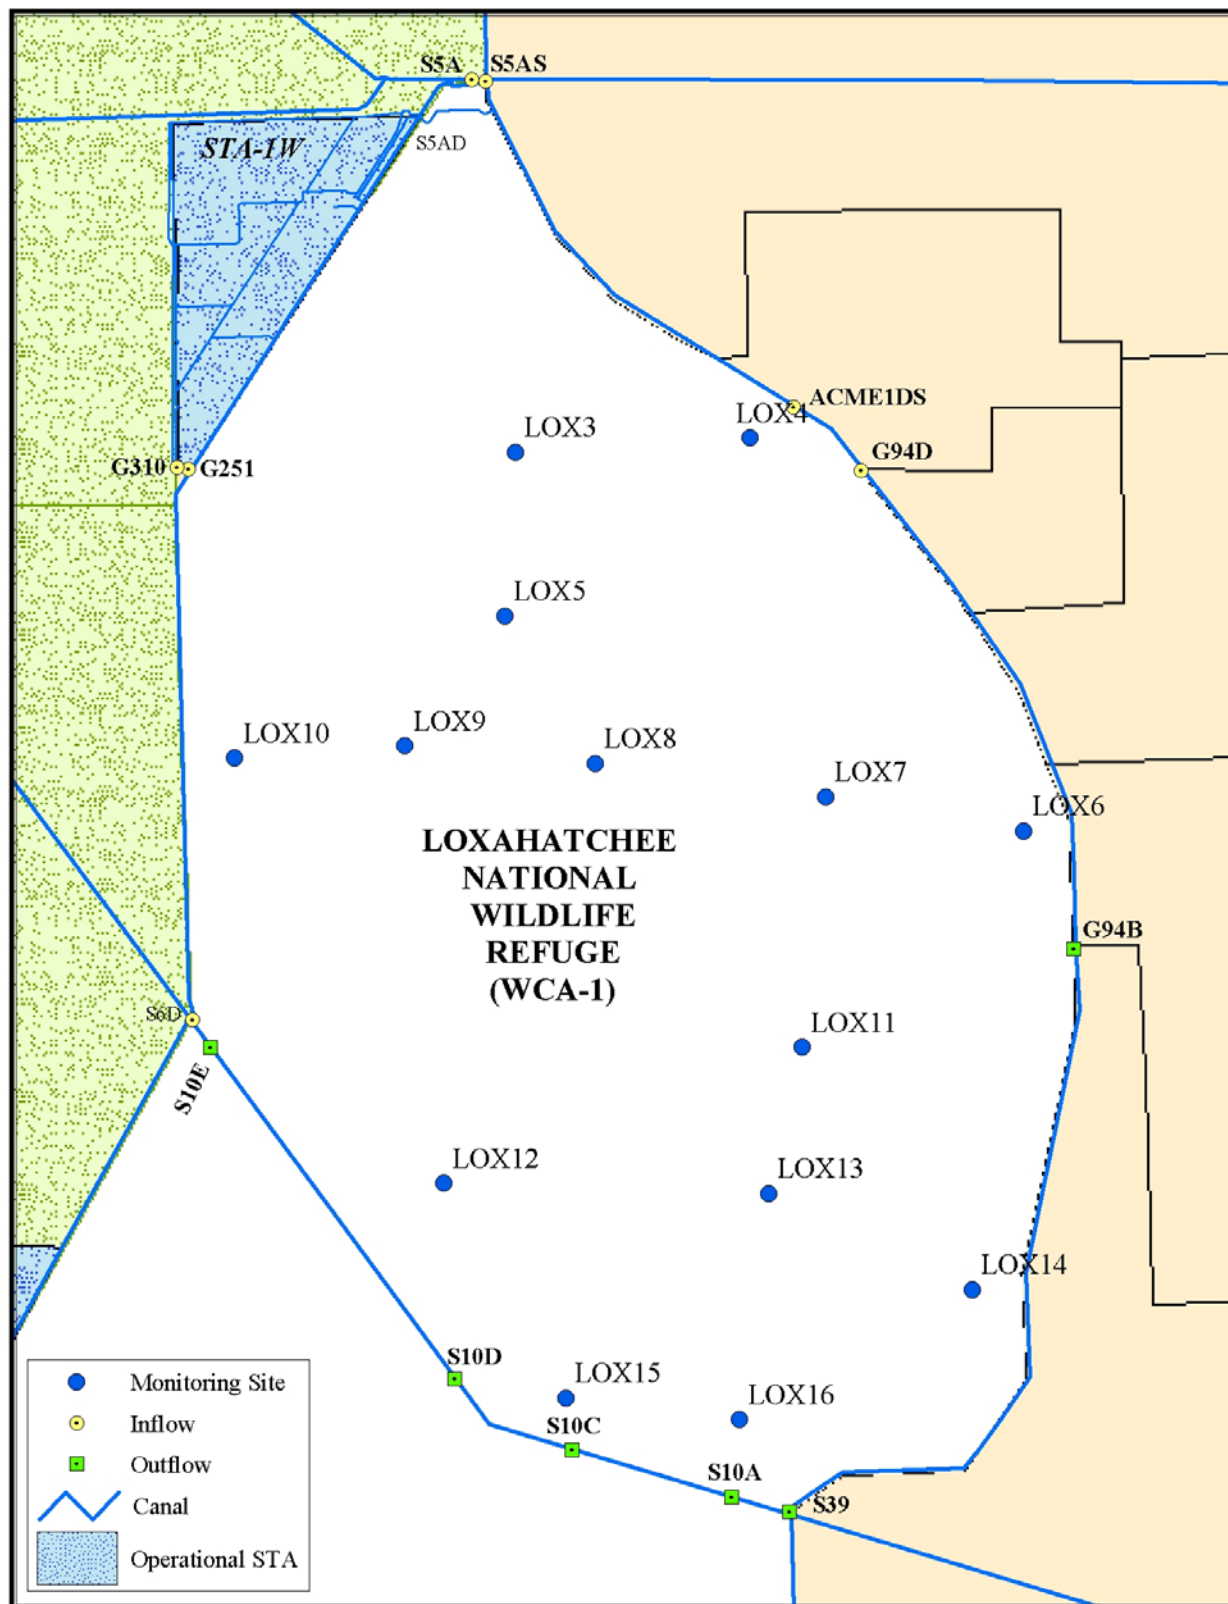 S5A
S5AS
STA-1W
S5AD
ACME1DS
LOX4
LOX3
G94D
G310
G251
LOX5
LOX9
LOX10
LOX8
LOX7
LOX6
LOXAHATCHEE
NATIONAL
WILDLIFE
REFUGE
(WCA-1)
G94B
S6D
LOX11
S10E
LOX12
LOX13
LOX14
S10D
LOX15
LOX16
S10C
S10A
S39
Monitoring Site
Inflow
Outflow
Canal
Operational STA